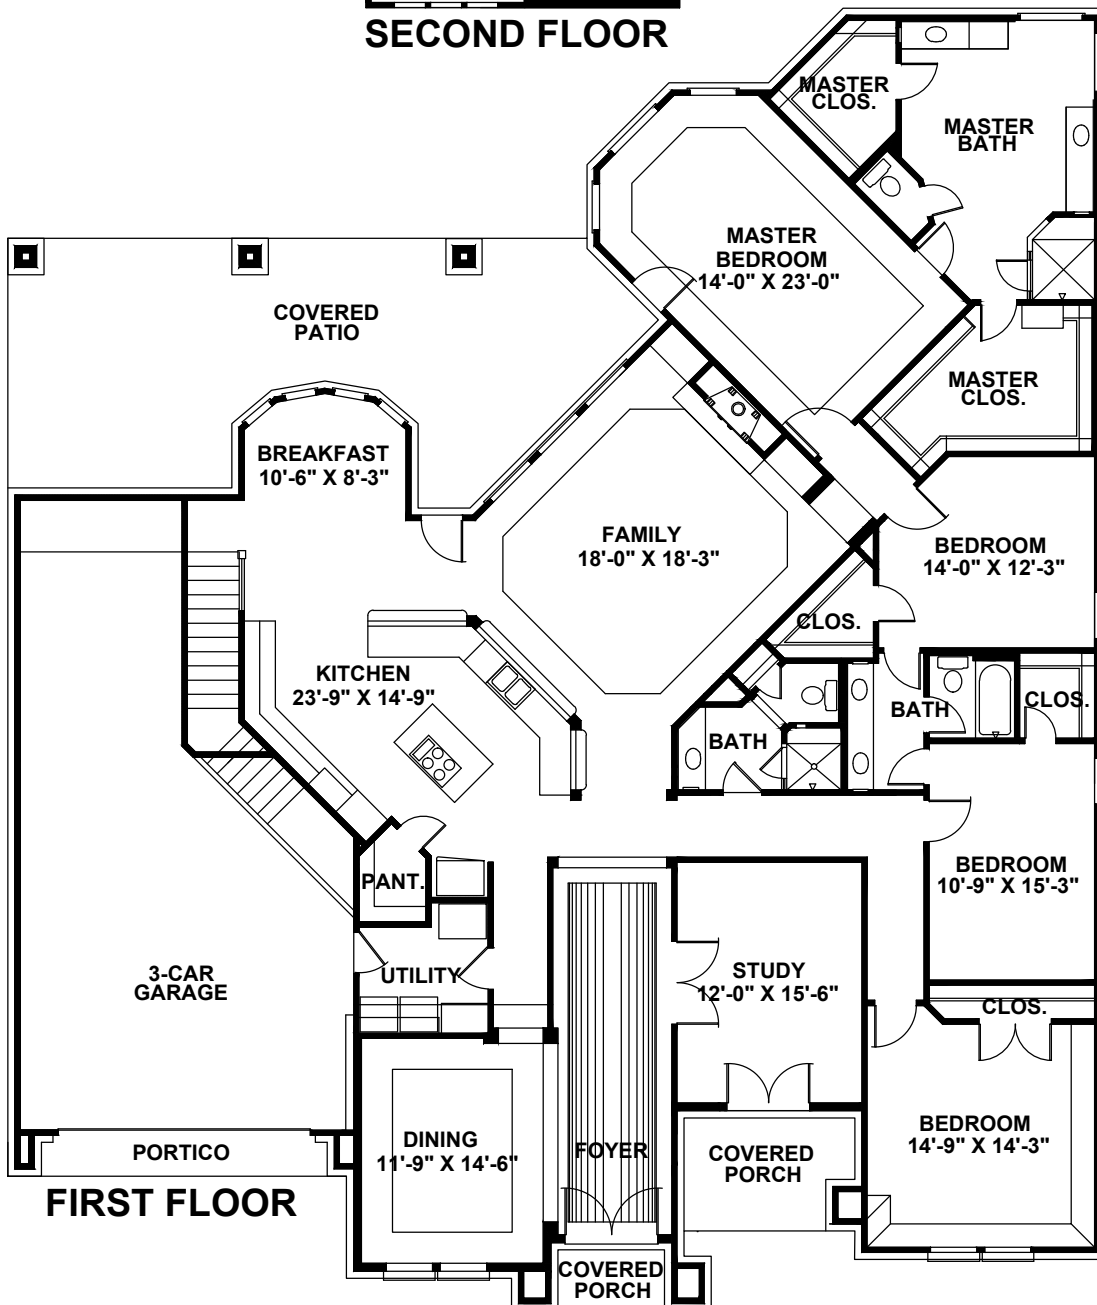 SECOND FLOOR
MASTER
CLOS.
MASTER
BATH
MASTER
BEDROOM
14'-0" X 23'-0"
COVERED
PATIO
MASTER
CLOS.
BREAKFAST
10'-6" X 8'-3"
FAMILY
18'-0" X 18'-3"
BEDROOM
14'-0" X 12'-3"
CLOS.
KITCHEN
23'-9" X 14'-9"
BATH
CLOS.
BATH
BEDROOM
10'-9" X 15'-3"
PANT.
3-CAR
GARAGE
UTILITY
STUDY
12'-0" X 15'-6"
CLOS.
BEDROOM
14'-9" X 14'-3"
DINING
11'-9" X 14'-6"
FOYER
COVERED
PORCH
PORTICO
FIRST FLOOR
COVERED
PORCH